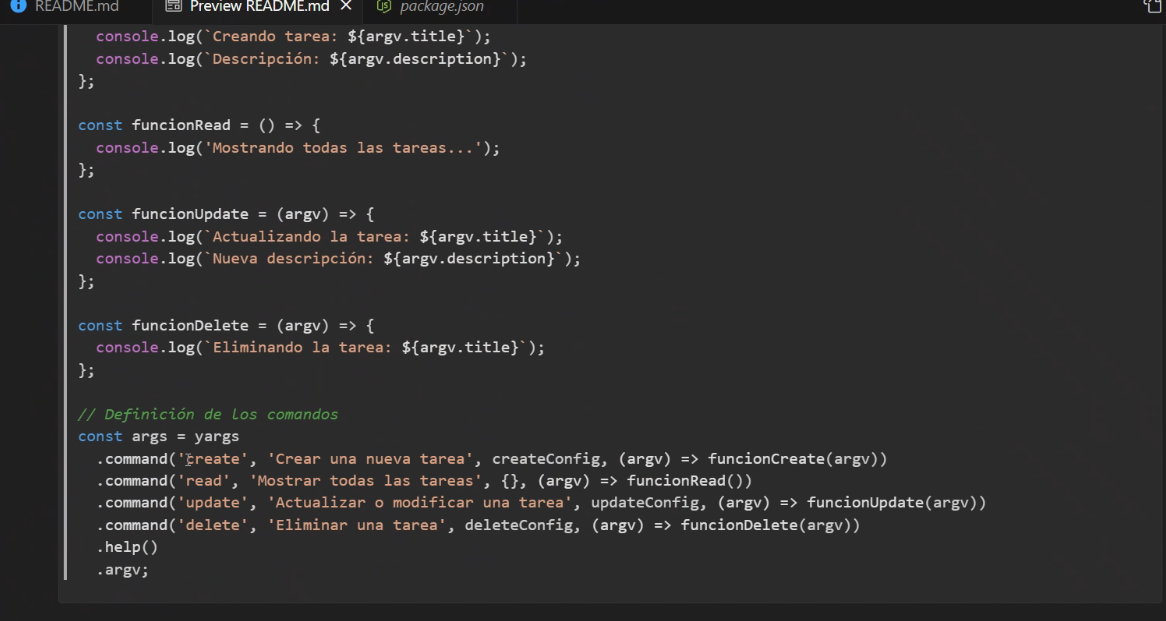 README.md Preview README.md package.json
console.log(`Creando tarea: ${argv.title}`);
console.log(`Descripción: ${argv.description}`);
};
const funcionRead = () => {
console.log('Mostrando todas las tareas...');
};
const funcionUpdate = (argv) => {
console.log(`Actualizando la tarea: ${argv.title}`);
console.log(`Nueva descripción: ${argv.description}`);
};
const funcionDelete = (argv) => {
console.log(`Eliminando la tarea: ${argv.title}`);
};
// Definición de los comandos
const args = yargs
.command('create', 'Crear una nueva tarea', createConfig, (argv) => funcionCreate(argv))
.command('read', 'Mostrar todas las tareas', {}, (argv) => funcionRead())
.command('update', 'Actualizar o modificar una tarea', updateConfig, (argv) => funcionUpdate(argv))
.command('delete', 'Eliminar una tarea', deleteConfig, (argv) => funcionDelete(argv))
.help()
.argv;